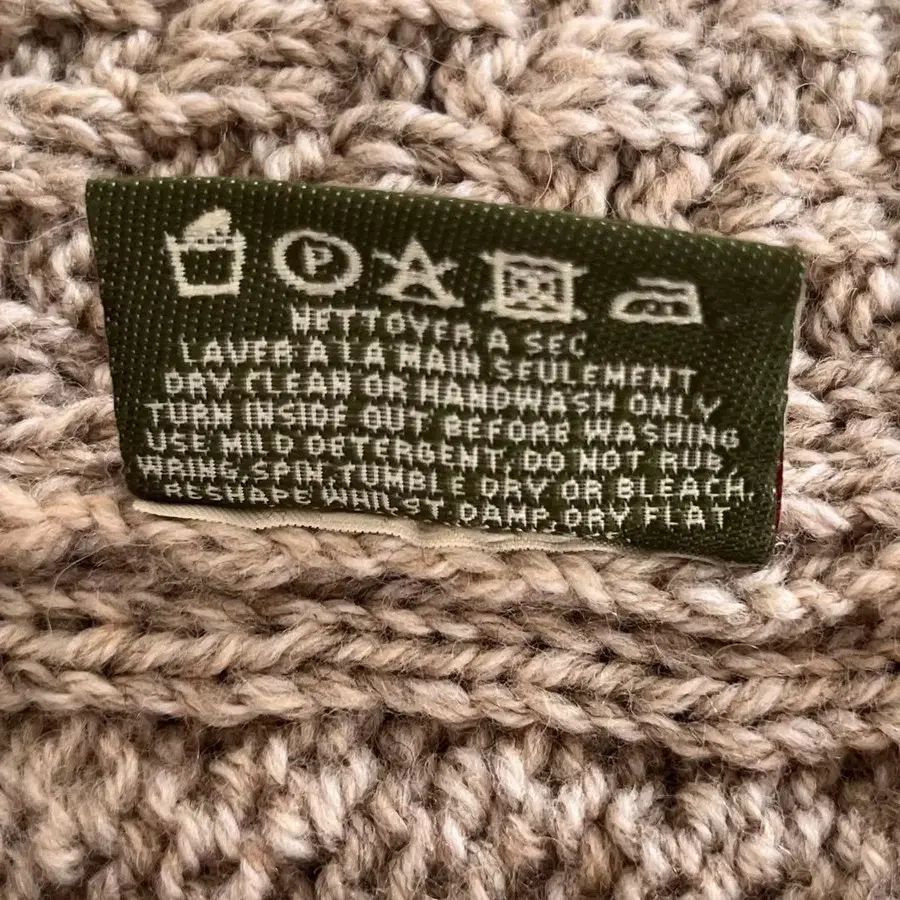 P
NETTOYER A SEC
LAVER A LA MAIN SEULEMENT
DRY CLEAN OR HANDWASH ONLY
TURN INSIDE OUT BEFORE WASHING
USE MILD DETERGENT, DO NOT RUB,
WRING, SPIN, TUMBLE DRY OR BLEACH.
RESHAPE WHILST DAMP, DRY FLAT